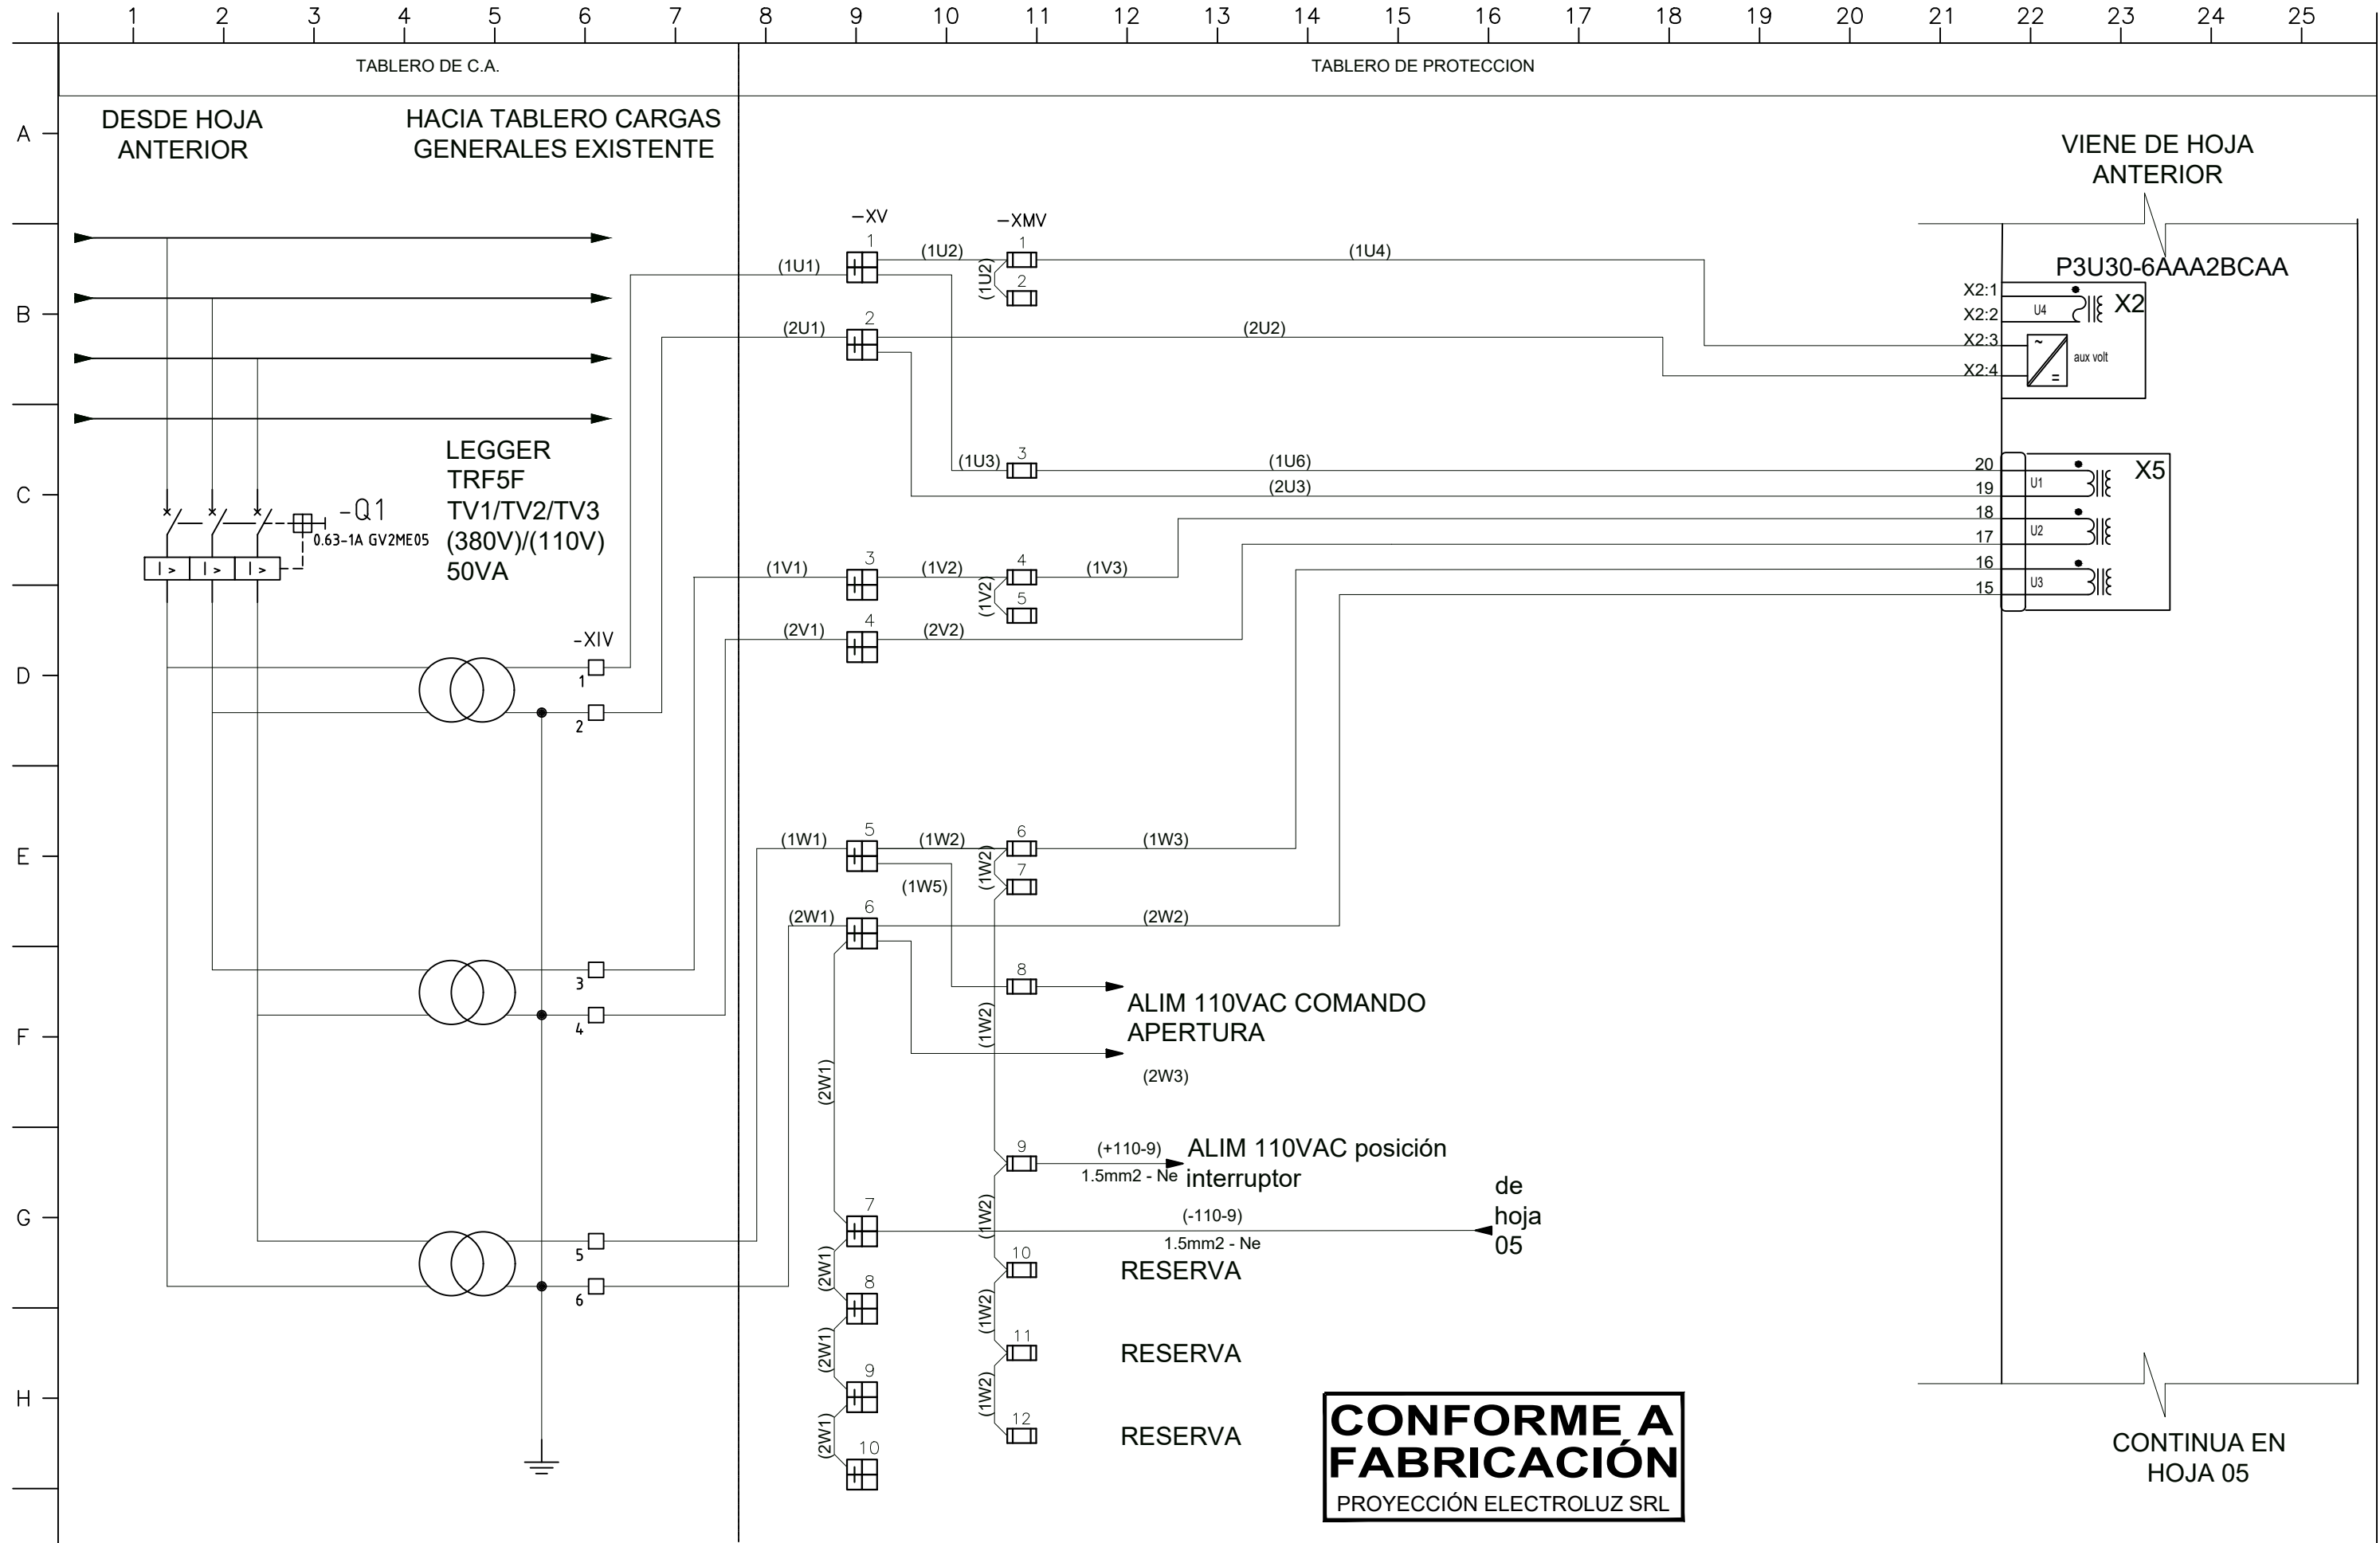 1 2 3 4 5 6 7 8 9 10 11 12 13 14 15 16 17 18 19 20 21 22 23 24 25
TABLERO DE C.A.
TABLERO DE PROTECCION
A
B
C
D
E
F
G
H
DESDE HOJA
ANTERIOR
HACIA TABLERO CARGAS
GENERALES EXISTENTE
-Q1
0.63-1A GV2ME05
I > I > I >
LEGGER
TRF5F
TV1/TV2/TV3
(380V)/(110V)
50VA
-XIV
1
2
3
4
5
6
-XV
-XMV
(1U1)
1
(1U2)
1
(1U4)
(1U2)
2
(2U1)
2
(2U2)
(1U3)
3
(1U6)
(2U3)
(1V1)
3
(1V2)
4
(1V3)
(1V2)
5
(2V1)
4
(2V2)
(1W1)
5
(1W2)
6
(1W3)
(1W2)
7
(1W5)
(2W1)
6
(2W2)
8
ALIM 110VAC COMANDO
APERTURA
(1W2)
(2W3)
(2W1)
9
(+110-9)
1.5mm2 - Ne
ALIM 110VAC posición
interruptor
7
(1W2)
(-110-9)
1.5mm2 - Ne
de
hoja
05
(2W1)
8
10
RESERVA
(1W2)
(2W1)
11
RESERVA
9
(1W2)
(2W1)
12
RESERVA
10
VIENE DE HOJA
ANTERIOR
P3U30-6AAA2BCAA
X2:1
X2:2
X2:3
X2:4
U4
X2
~
=
aux volt
20
19
18
17
16
15
U1
U2
U3
X5
CONFORME A
FABRICACIÓN
PROYECCIÓN ELECTROLUZ SRL
CONTINUA EN
HOJA 05